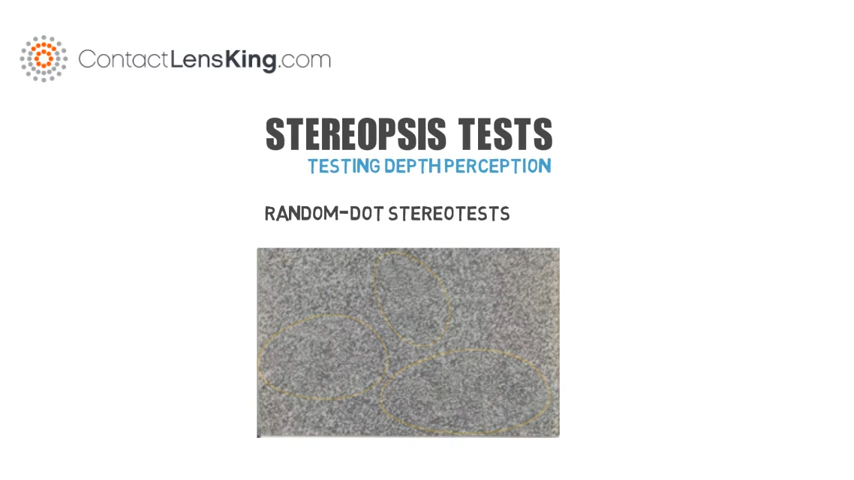 ContactLensKing.com
STEREOPSIS TESTS
TESTING DEPTH PERCEPTION
RANDOM-DOT STEREOTESTS